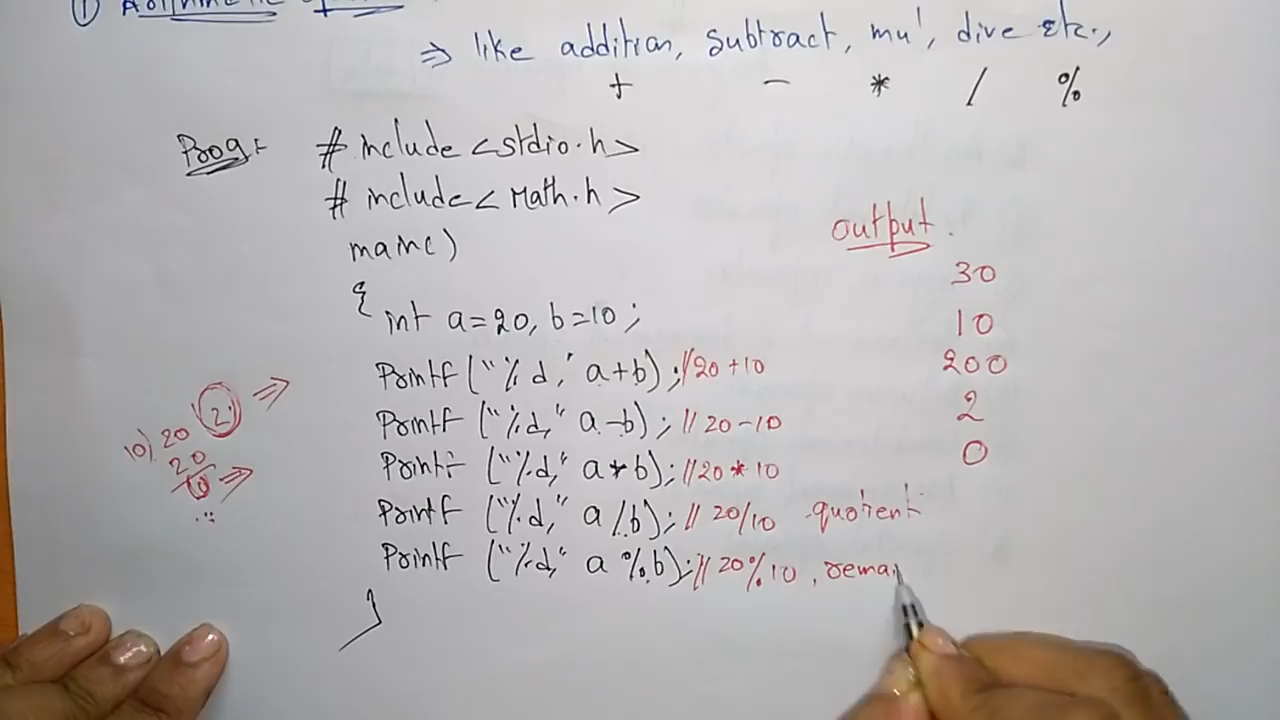 ① Arithmetic
⇒ like addition, subtract, mul, dive etc.,
+ - * / %
Prog:- # include <stdio.h>
# include < Math.h >
main()
{ int a=20, b=10;
Printf ("%d," a+b); //20+10
Printf ("%d," a-b); // 20-10
Printf ("%d," a*b); //20*10
Printf ("%d," a/b); // 20/10 quotient
Printf ("%d," a%b); // 20%10, remai
}
output
30
10
200
2
0
10) 20 2 ⇒
20
0 ⇒